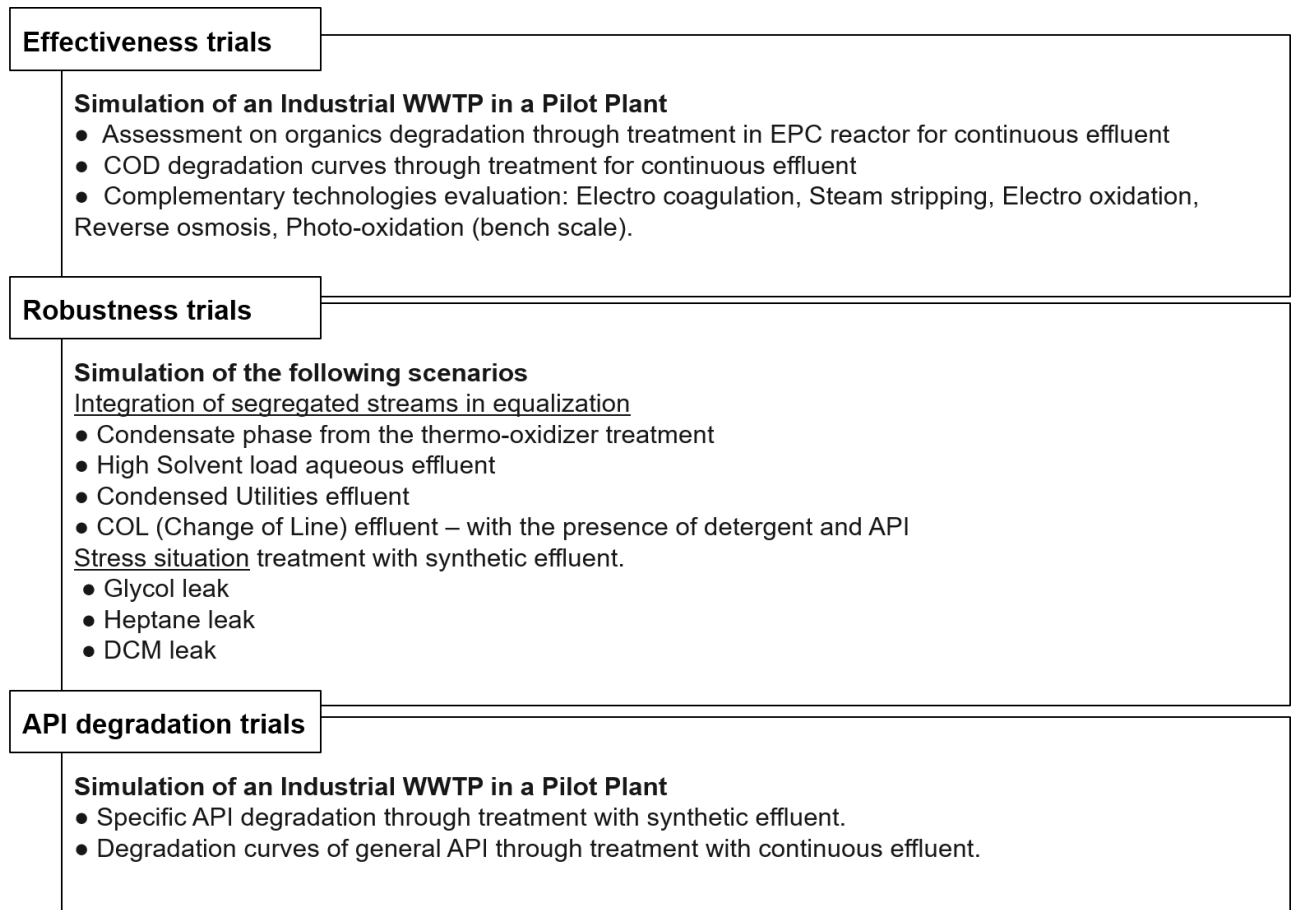 Effectiveness trials
Simulation of an Industrial WWTP in a Pilot Plant
● Assessment on organics degradation through treatment in EPC reactor for continuous effluent
● COD degradation curves through treatment for continuous effluent
● Complementary technologies evaluation: Electro coagulation, Steam stripping, Electro oxidation,
Reverse osmosis, Photo-oxidation (bench scale).
Robustness trials
Simulation of the following scenarios
Integration of segregated streams in equalization
● Condensate phase from the thermo-oxidizer treatment
● High Solvent load aqueous effluent
● Condensed Utilities effluent
● COL (Change of Line) effluent – with the presence of detergent and API
Stress situation treatment with synthetic effluent.
● Glycol leak
● Heptane leak
● DCM leak
API degradation trials
Simulation of an Industrial WWTP in a Pilot Plant
● Specific API degradation through treatment with synthetic effluent.
● Degradation curves of general API through treatment with continuous effluent.